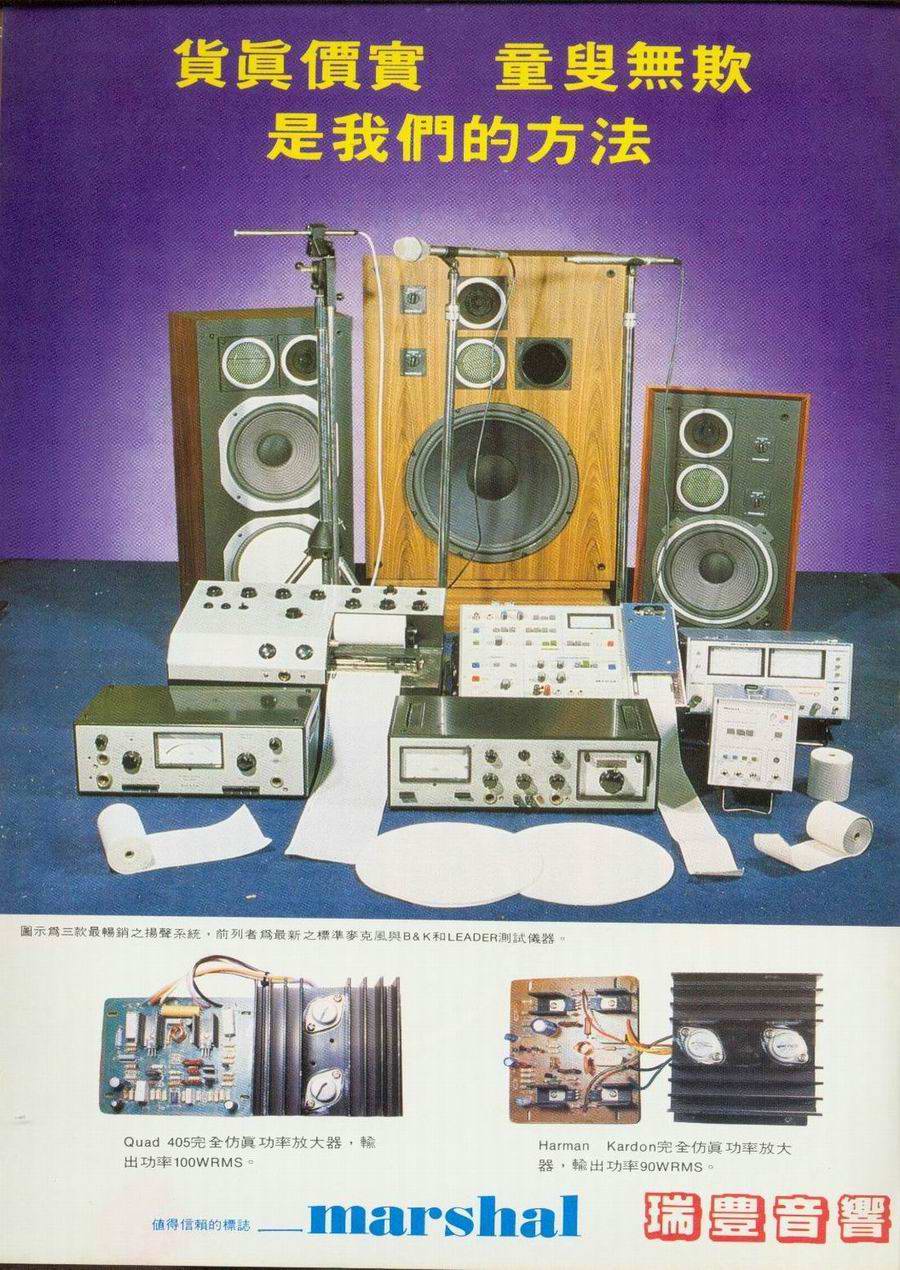 貨眞價實　童叟無欺
是我們的方法
圖示爲三款最暢銷之揚聲系統，前列者爲最新之標準麥克風與B&K和LEADER測試儀器。
Quad 405完全仿眞功率放大器，輸
出功率100WRMS。
Harman Kardon完全仿眞功率放大
器，輸出功率90WRMS。
値得信賴的標誌 marshal 瑞豐音響